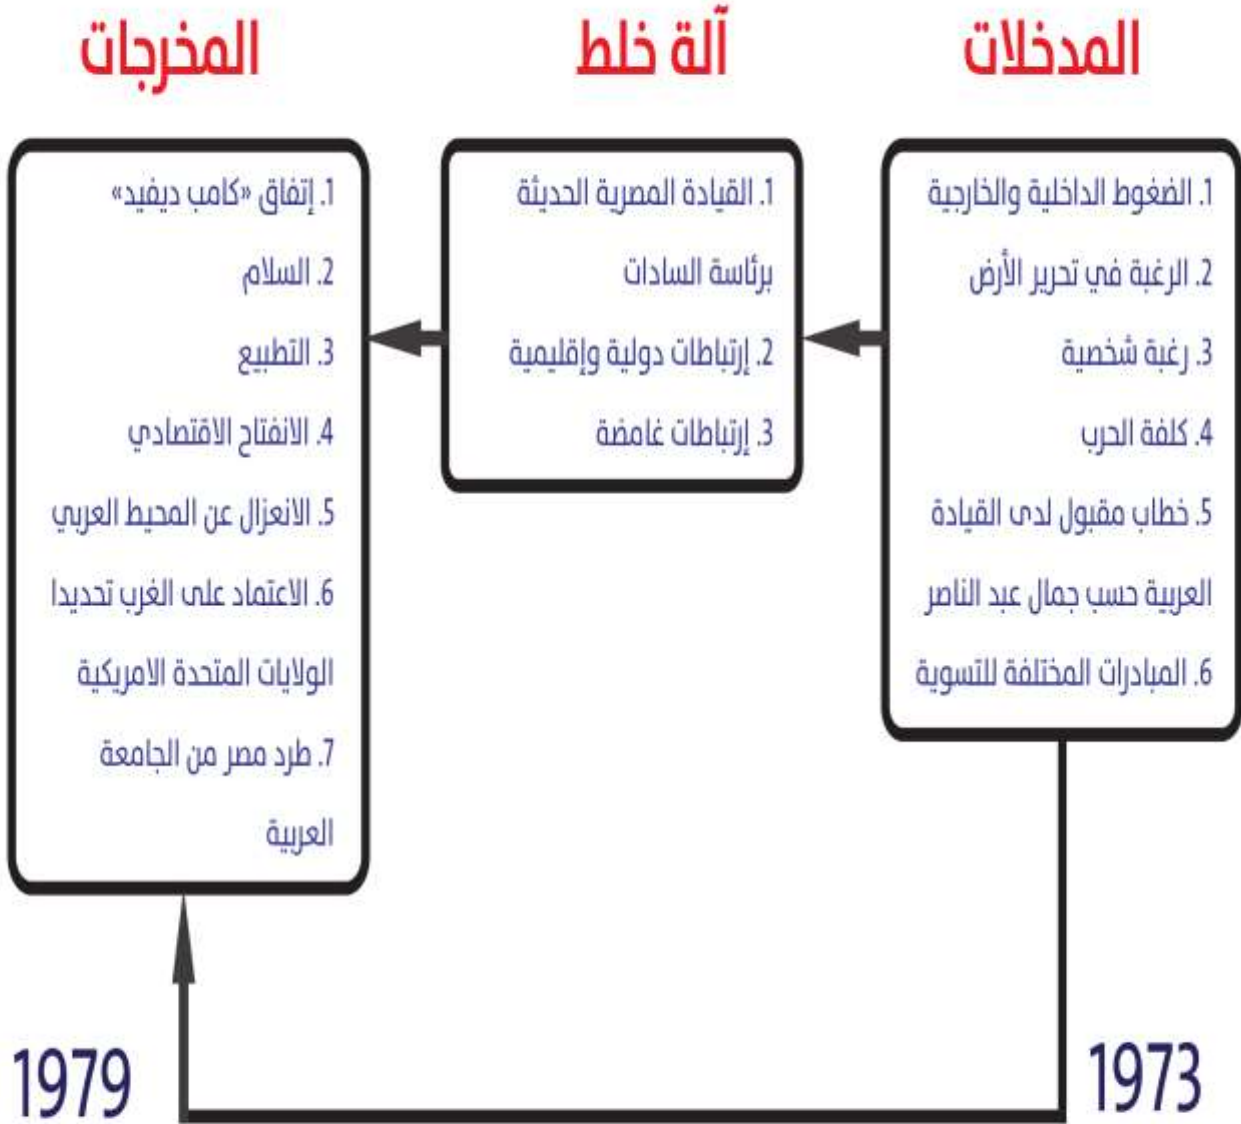 المدخلات
1. الضغوط الداخلية والخارجية
2. الرغبة في تحرير الأرض
3. رغبة شخصية
4. كلفة الحرب
5. خطاب مقبول لدى القيادة
العربية حسب جمال عبد الناصر
6. المبادرات المختلفة للتسوية
آلة خلط
1. القيادة المصرية الحديثة
برئاسة السادات
2. إرتباطات دولية وإقليمية
3. إرتباطات غامضة
المخرجات
1. إتفاق «كامب ديفيد»
2. السلام
3. التطبيع
4. الانفتاح الاقتصادي
5. الانعزال عن المحيط العربي
6. الاعتماد على الغرب تحديدا
الولايات المتحدة الامريكية
7. طرد مصر من الجامعة
العربية
1973
1979